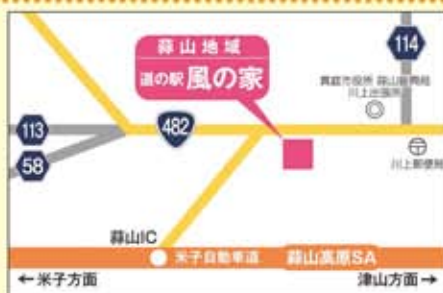 蒜山地域
道の駅 風の家
114
真庭市役所 蒜山振興局
川上出張所
113
482
58
川上郵便局
蒜山IC
米子自動車道
蒜山高原SA
←米子方面
津山方面→